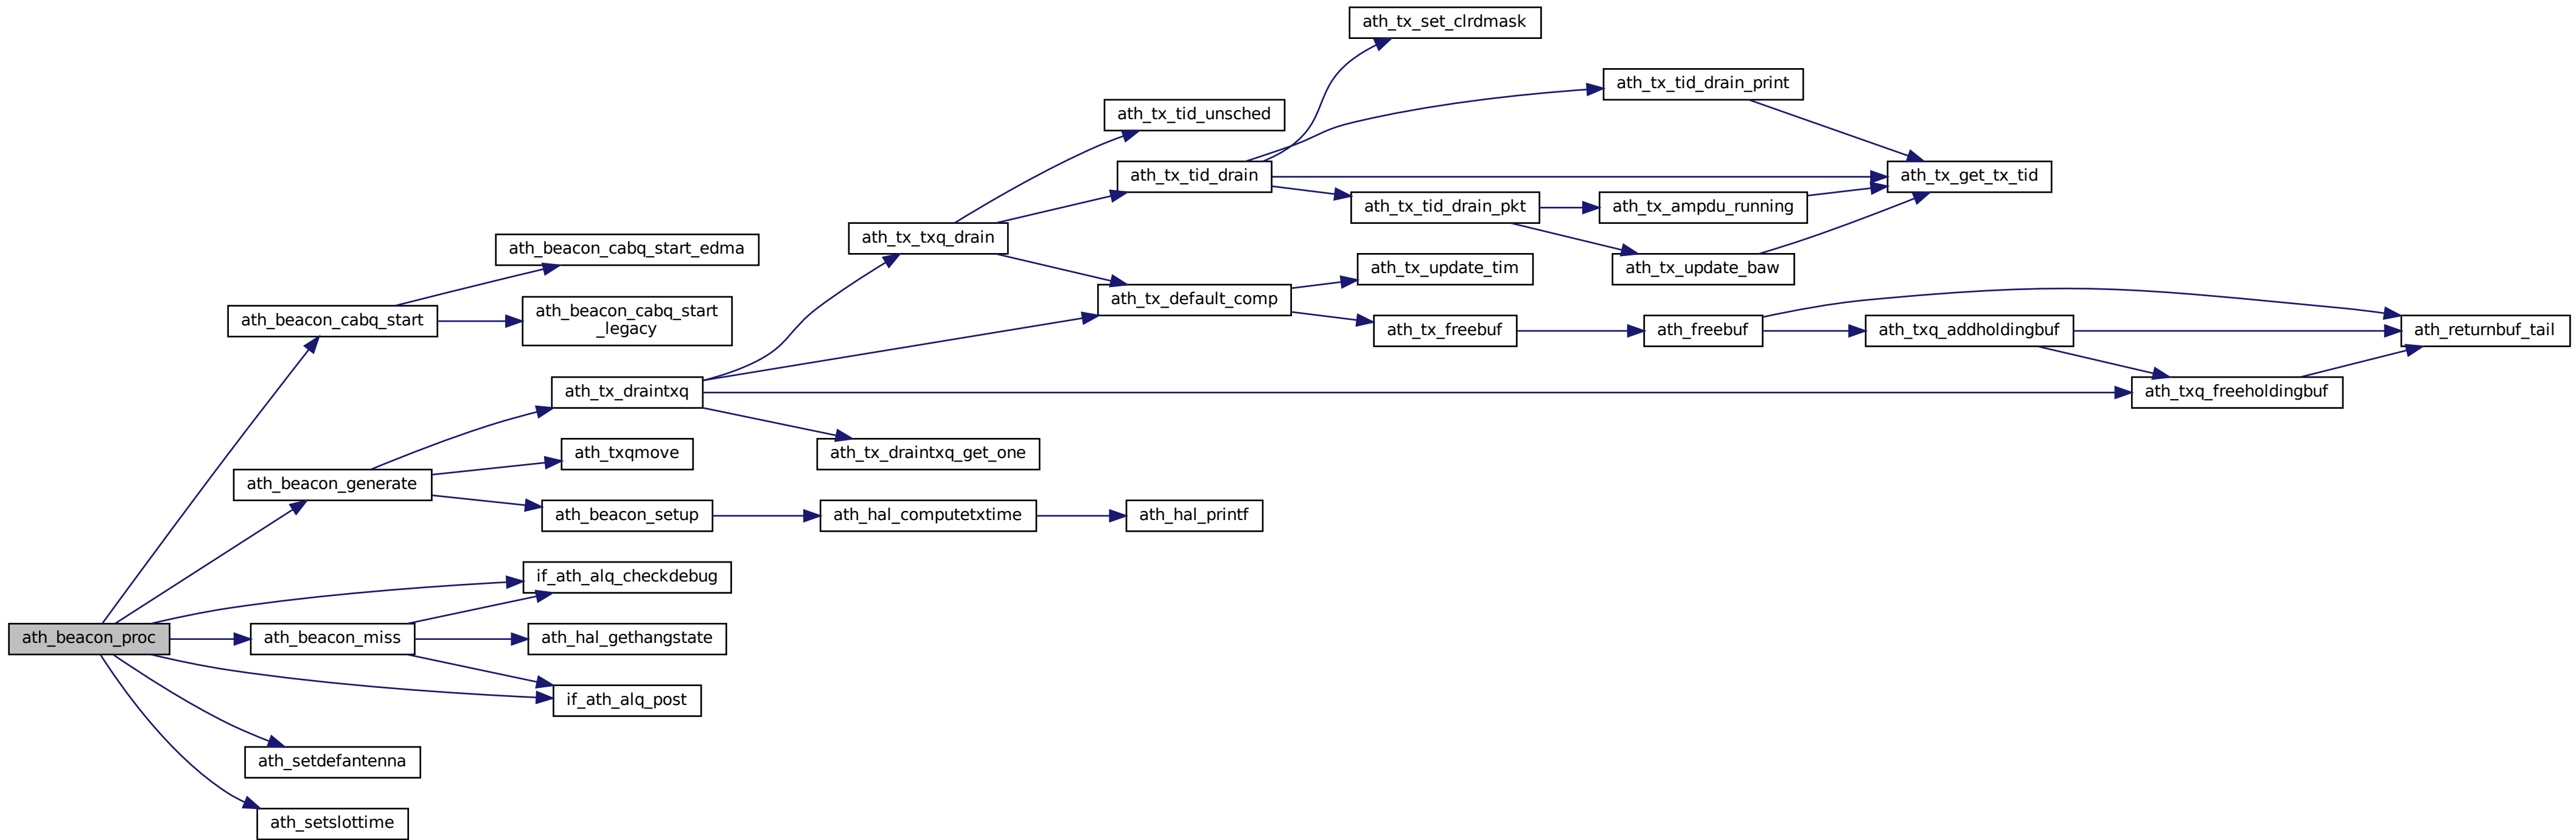 ath_tx_set_clrdmask
ath_tx_tid_drain_print
ath_tx_tid_unsched
ath_tx_tid_drain
ath_tx_get_tx_tid
ath_tx_tid_drain_pkt
ath_tx_ampdu_running
ath_tx_txq_drain
ath_beacon_cabq_start_edma
ath_tx_update_tim
ath_tx_update_baw
ath_tx_default_comp
ath_beacon_cabq_start
ath_beacon_cabq_start
_legacy
ath_tx_freebuf
ath_freebuf
ath_txq_addholdingbuf
ath_returnbuf_tail
ath_tx_draintxq
ath_txq_freeholdingbuf
ath_txqmove
ath_tx_draintxq_get_one
ath_beacon_generate
ath_beacon_setup
ath_hal_computetxtime
ath_hal_printf
if_ath_alq_checkdebug
ath_beacon_proc
ath_beacon_miss
ath_hal_gethangstate
if_ath_alq_post
ath_setdefantenna
ath_setslottime